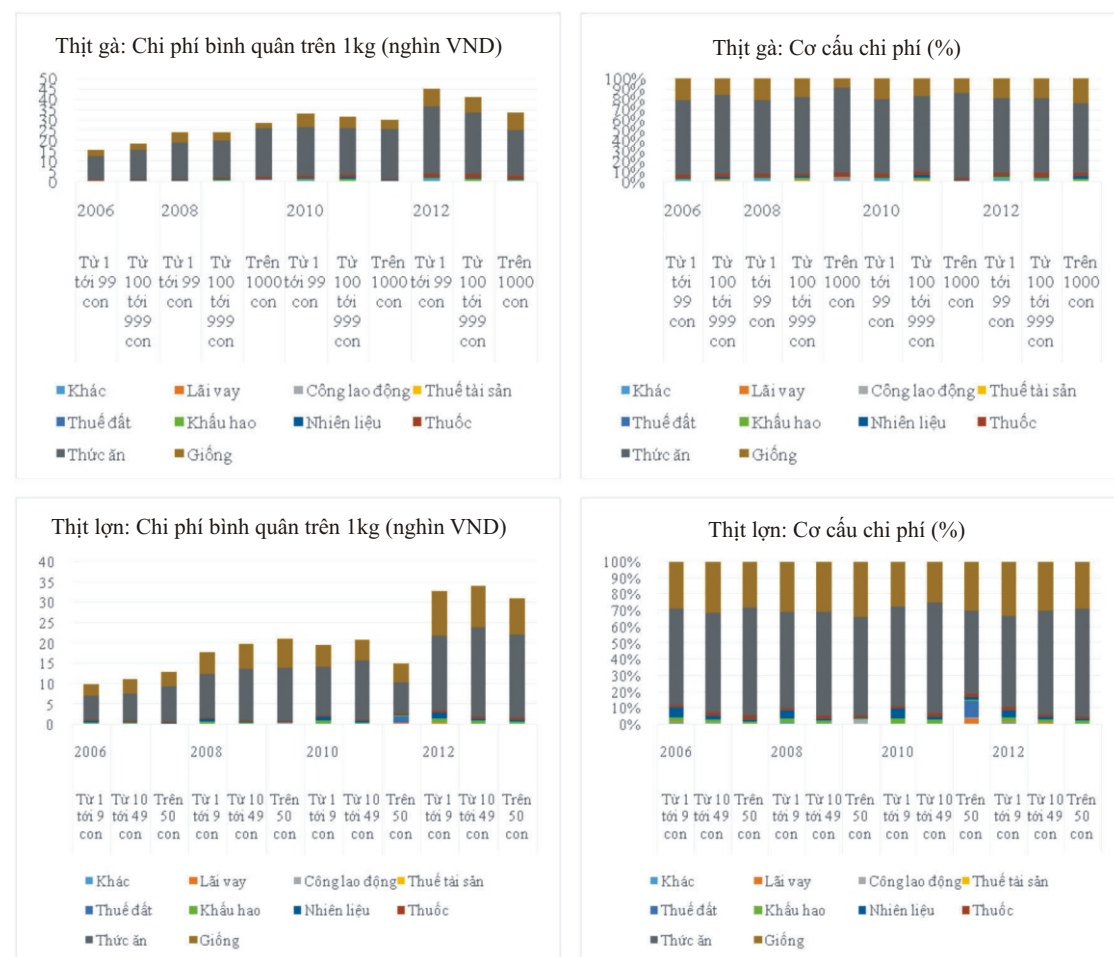 Thịt gà: Chi phí bình quân trên 1kg (nghìn VND)
50
45
40
35
30
25
20
15
10
5
0
2006 2008 2010 2012
Từ 1 Từ Từ 1 Từ Trên Từ 1 Từ Trên Từ 1 Từ Trên
tới 99 100 tới 99 100 1000 tới 99 100 1000 tới 99 100 1000
con tới con tới con con tới con con tới con
999 999 999 999
con con con con
Khác Lãi vay Công lao động Thuế tài sản
Thuế đất Khấu hao Nhiên liệu Thuốc
Thức ăn Giống
Thịt gà: Cơ cấu chi phí (%)
100%
90%
80%
70%
60%
50%
40%
30%
20%
10%
0%
2006 2008 2010 2012
Từ 1 Từ Từ 1 Từ Trên Từ 1 Từ Trên Từ 1 Từ Trên
tới 100 tới 100 1000 tới 100 1000 tới 100 1000
99 tới 99 tới con 99 tới con 99 tới con
con 999 con 999 con 999 con 999
con con con con
Khác Lãi vay Công lao động Thuế tài sản
Thuế đất Khấu hao Nhiên liệu Thuốc
Thức ăn Giống
Thịt lợn: Chi phí bình quân trên 1kg (nghìn VND)
40
35
30
25
20
15
10
5
0
2006 2008 2010 2012
Từ 1 Từ 10 Trên Từ 1 Từ 10 Trên Từ 1 Từ 10 Trên Từ 1 Từ 10 Trên
tới 9 tới 49 50 tới 9 tới 49 50 tới 9 tới 49 50 tới 9 tới 49 50
con con con con con con con con con con con con
Khác Lãi vay Công lao động Thuế tài sản
Thuế đất Khấu hao Nhiên liệu Thuốc
Thức ăn Giống
Thịt lợn: Cơ cấu chi phí (%)
100%
90%
80%
70%
60%
50%
40%
30%
20%
10%
0%
2006 2008 2010 2012
Từ 1 Từ 10 Trên Từ 1 Từ 10 Trên Từ 1 Từ 10 Trên Từ 1 Từ 10 Trên
tới 9 tới 49 50 tới 9 tới 49 50 tới 9 tới 49 50 tới 9 tới 49 50
con con con con con con con con con con con con
Khác Lãi vay Công lao động Thuế tài sản
Thuế đất Khấu hao Nhiên liệu Thuốc
Thức ăn Giống